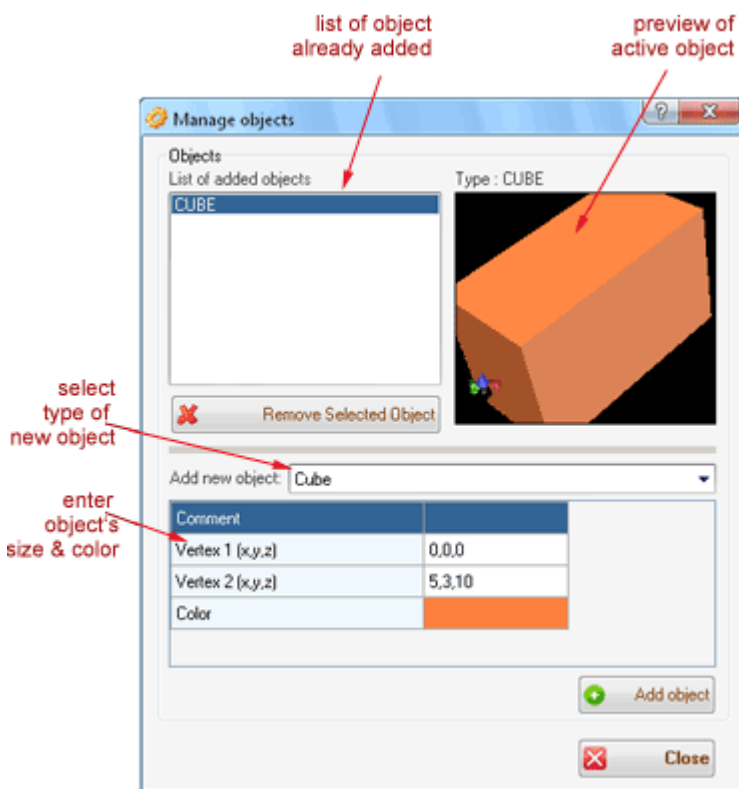 list of object
already added
preview of
active object
Manage objects
?
Objects
List of added objects
Type : CUBE
CUBE
select
type of
new object
Remove Selected Object
Add new object:
Cube
enter
object's
size & color
Comment
Vertex 1 (x,y,z)
0,0,0
Vertex 2 (x,y,z)
5,3,10
Color
Add object
Close